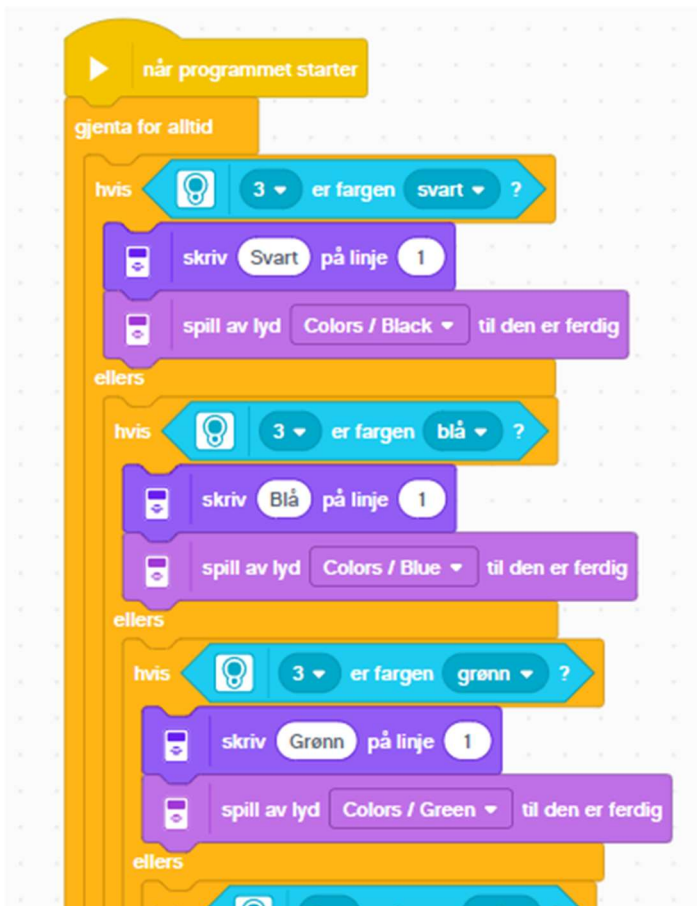 når programmet starter
gjenta for alltid
hvis 3 er fargen svart ?
skriv Svart på linje 1
spill av lyd Colors / Black til den er ferdig
ellers
hvis 3 er fargen blå ?
skriv Blå på linje 1
spill av lyd Colors / Blue til den er ferdig
ellers
hvis 3 er fargen grønn ?
skriv Grønn på linje 1
spill av lyd Colors / Green til den er ferdig
ellers